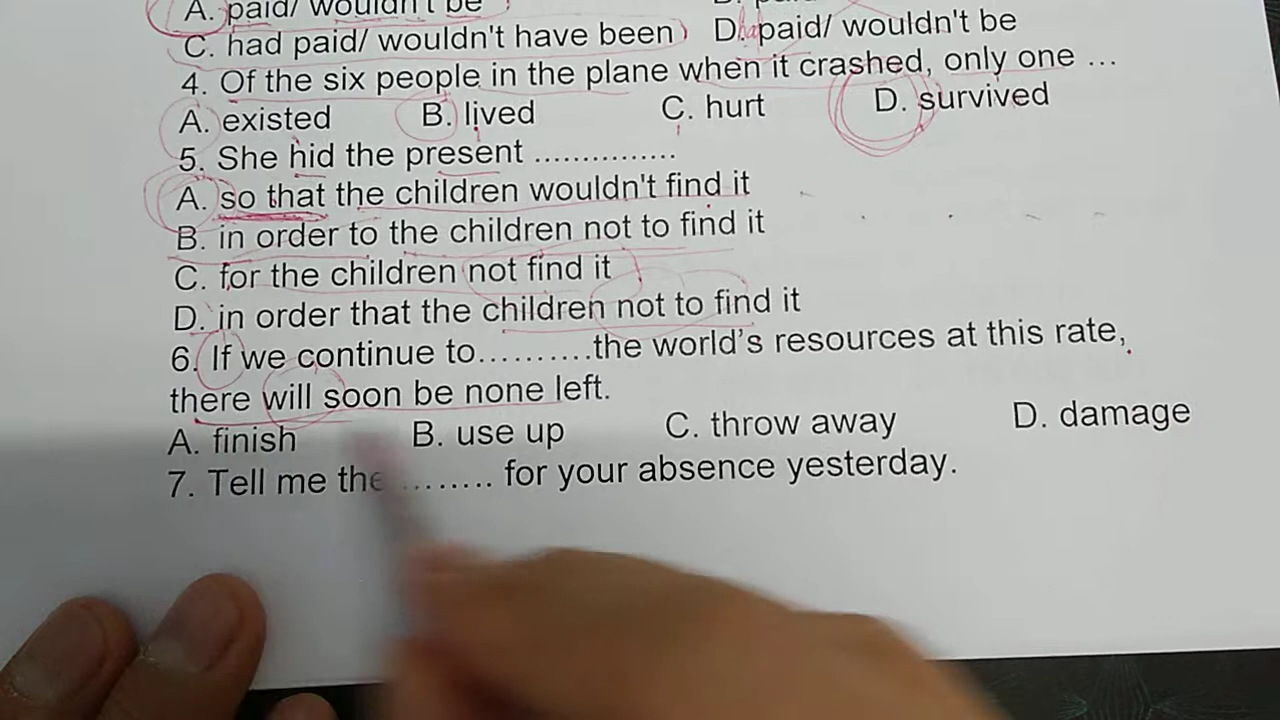 A. paid/ wouldn't be
C. had paid/ wouldn't have been D. paid/ wouldn't be
4. Of the six people in the plane when it crashed, only one ...
A. existed B. lived C. hurt D. survived
5. She hid the present ...............
A. so that the children wouldn't find it
B. in order to the children not to find it
C. for the children not find it
D. in order that the children not to find it
6. If we continue to..........the world's resources at this rate,
there will soon be none left.
A. finish B. use up C. throw away D. damage
7. Tell me the ........ for your absence yesterday.